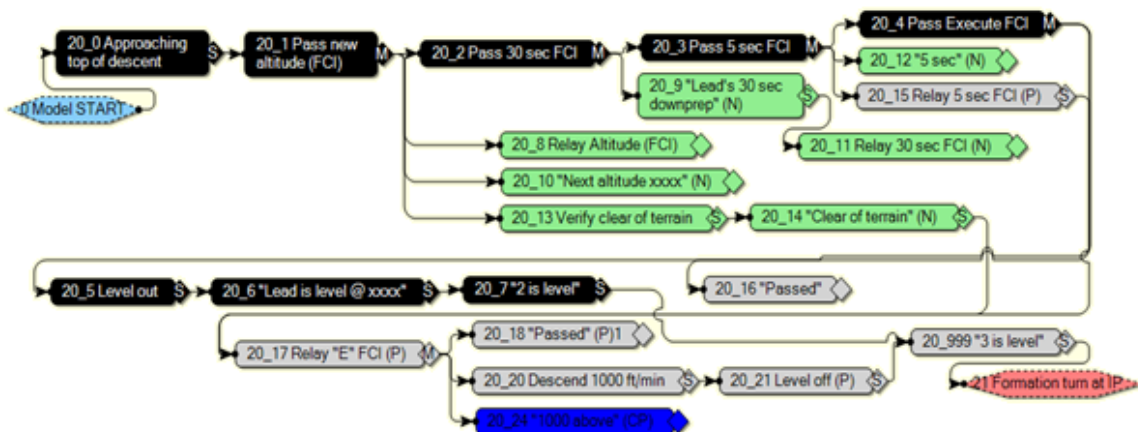 20_0 Approaching
top of descent
S
20_1 Pass new
altitude (FCI)
M
20_2 Pass 30 sec FCI
M
20_3 Pass 5 sec FCI
M
20_4 Pass Execute FCI
M
20_12 "5 sec" (N)
20_9 "Lead's 30 sec
downprep" (N)
S
20_15 Relay 5 sec FCI (P)
S
0 Model START
20_8 Relay Altitude (FCI)
20_11 Relay 30 sec FCI (N)
20_10 "Next altitude xxxx" (N)
20_13 Verify clear of terrain
S
20_14 "Clear of terrain" (N)
S
20_5 Level out
S
20_6 "Lead is level @ xxxx"
S
20_7 "2 is level"
S
20_16 "Passed"
20_17 Relay "E" FCI (P)
M
20_18 "Passed" (P)1
20_999 "3 is level"
S
20_20 Descend 1000 ft/min
S
20_21 Level off (P)
S
21 Formation turn at IP
20_24 "1000 above" (CP)